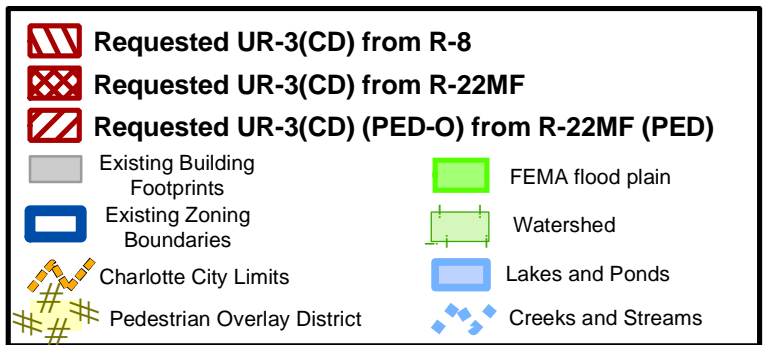 Requested UR-3(CD) from R-8
Requested UR-3(CD) from R-22MF
Requested UR-3(CD) (PED-O) from R-22MF (PED)
Existing Building
Footprints
Existing Zoning
Boundaries
Charlotte City Limits
Pedestrian Overlay District
FEMA flood plain
Watershed
Lakes and Ponds
Creeks and Streams